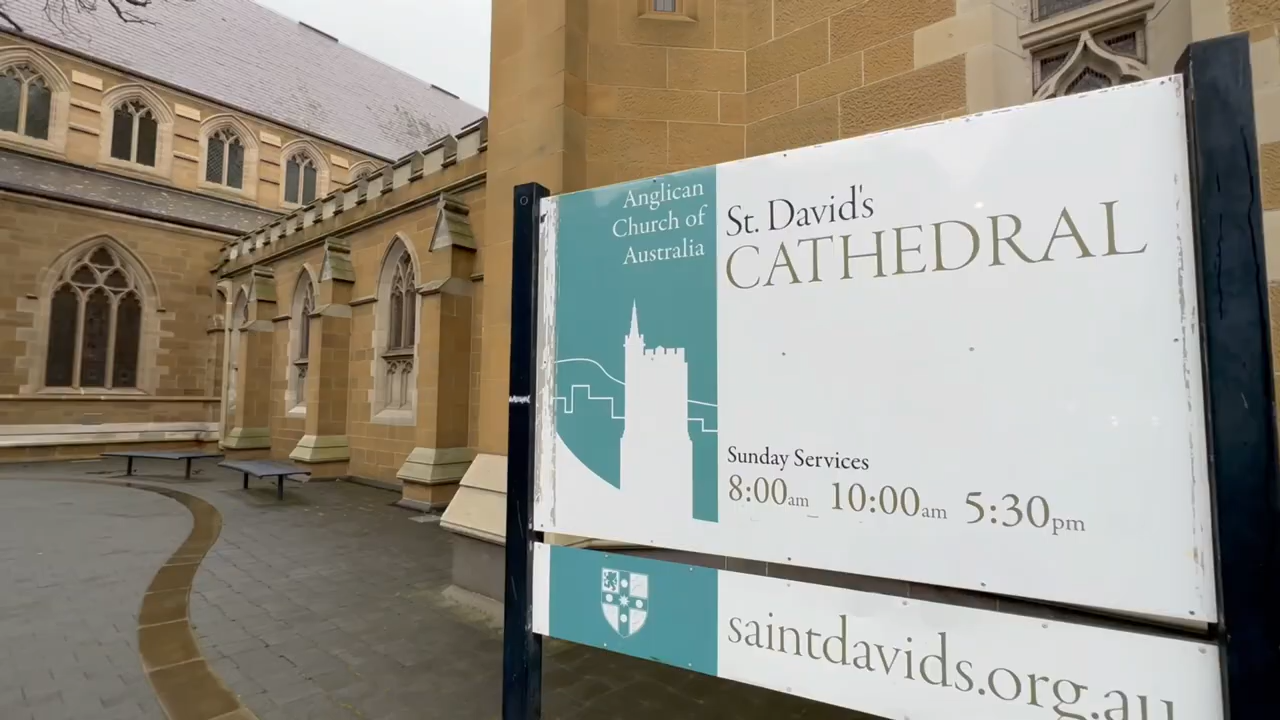 Anglican
Church of
Australia
St. David's
CATHEDRAL
Sunday Services
8:00am 10:00am 5:30pm
saintdavids.org.au